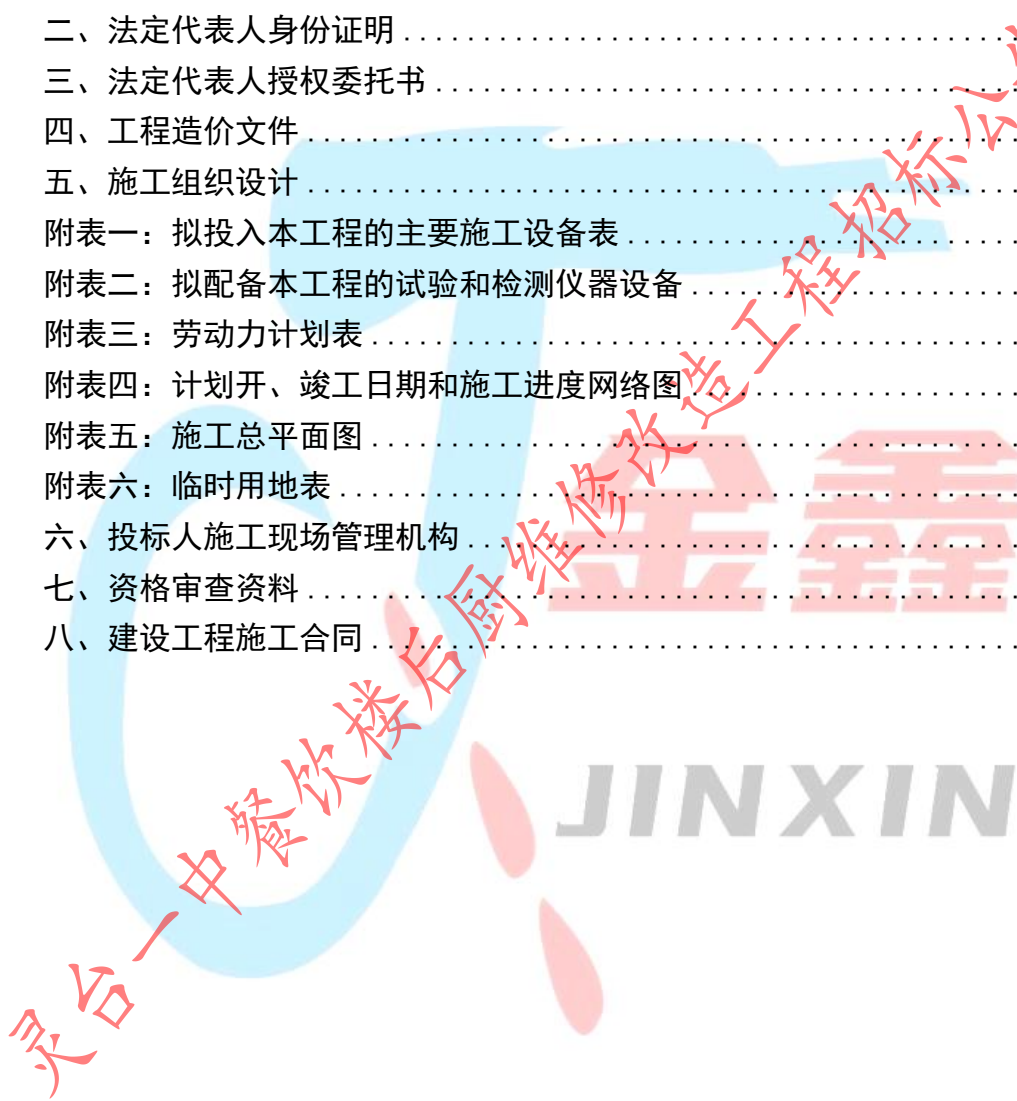 二、法定代表人身份证明....................................
三、法定代表人授权委托书..................................
四、工程造价文件........................................
五、施工组织设计........................................
附表一：拟投入本工程的主要施工设备表......................
附表二：拟配备本工程的试验和检测仪器设备..................
附表三：劳动力计划表....................................
附表四：计划开、竣工日期和施工进度网络图..................
附表五：施工总平面图....................................
附表六：临时用地表......................................
六、投标人施工现场管理机构................................
七、资格审查资料........................................
八、建设工程施工合同....................................
灵台一中餐饮楼后厨维修改造工程招标公
金鑫
JINXIN